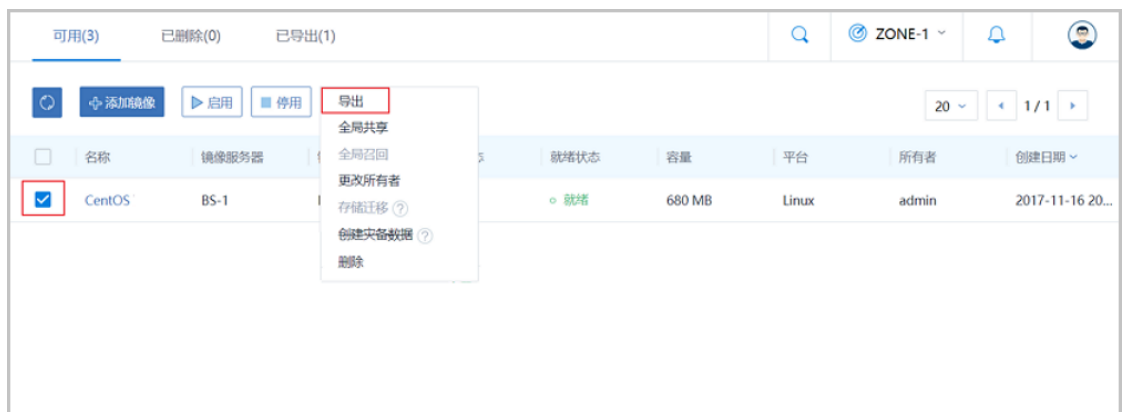 可用(3) 已删除(0) 已导出(1) ZONE-1
添加镜像 启用 停用 20 1 / 1
导出
全局共享
全局召回
更改所有者
存储迁移 ?
创建灾备数据 ?
删除
名称 镜像服务器 就绪状态 容量 平台 所有者 创建日期
CentOS BS-1 就绪 680 MB Linux admin 2017-11-16 20...